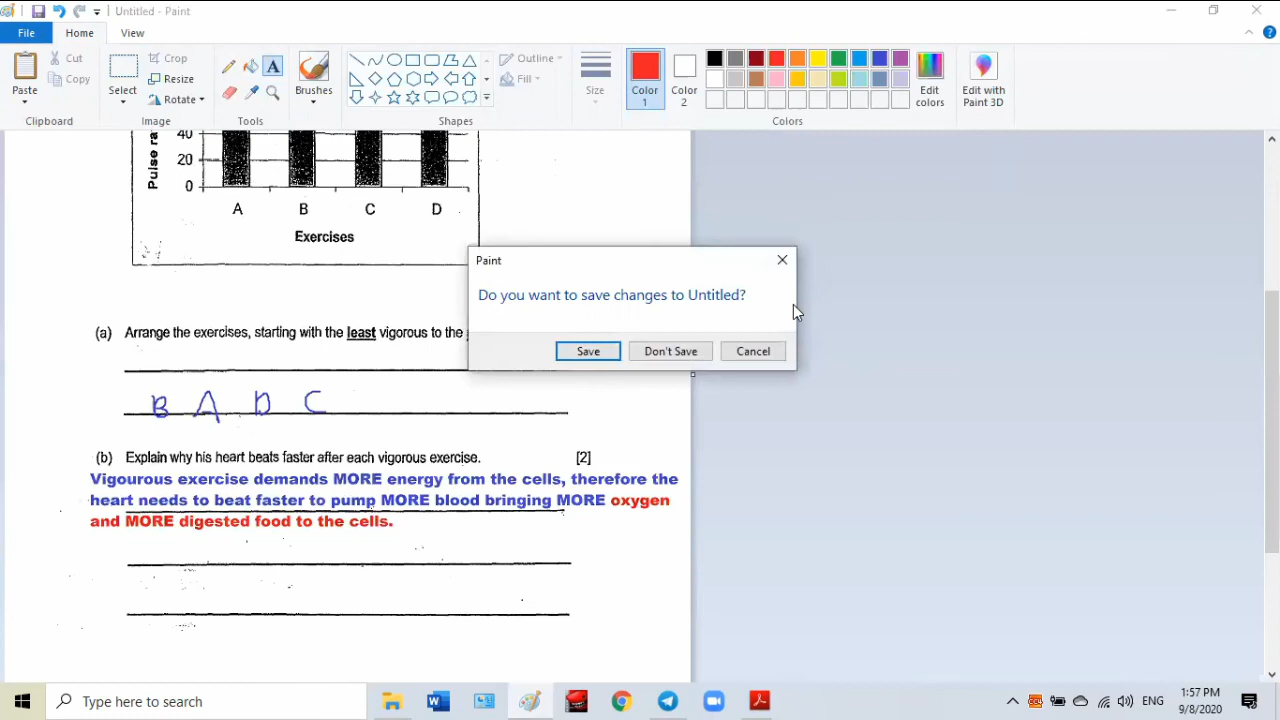 Untitled - Paint
File
Home
View
Paste
Cut
Copy
Clipboard
Select
Crop
Resize
Rotate
Image
A
Tools
Brushes
Shapes
Outline
Fill
Size
Color 1
Color 2
Edit colors
Colors
Edit with Paint 3D
Pulse ra
40
20
0
A B C D
Exercises
Paint
Do you want to save changes to Untitled?
Save
Don't Save
Cancel
(a) Arrange the exercises, starting with the least vigorous to the
B A D C
(b) Explain why his heart beats faster after each vigorous exercise. [2]
Vigourous exercise demands MORE energy from the cells, therefore the
heart needs to beat faster to pump MORE blood bringing MORE oxygen
and MORE digested food to the cells.
Type here to search
ENG
1:57 PM
9/8/2020